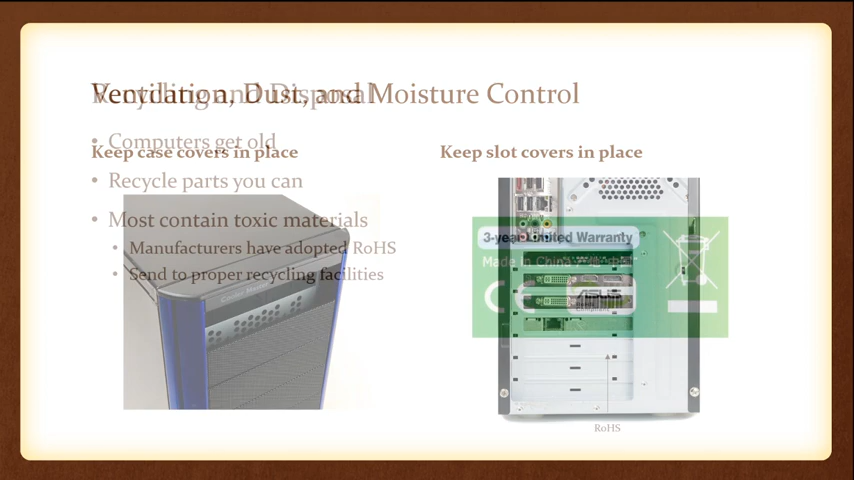 Ventilation, Dust, and Moisture Control
Recycling and Disposal
• Computers get old
Keep case covers in place
Keep slot covers in place
• Recycle parts you can
• Most contain toxic materials
• Manufacturers have adopted RoHS
• Send to proper recycling facilities
3-year Limited Warranty
Made in China
CE
ASUS
RoHS